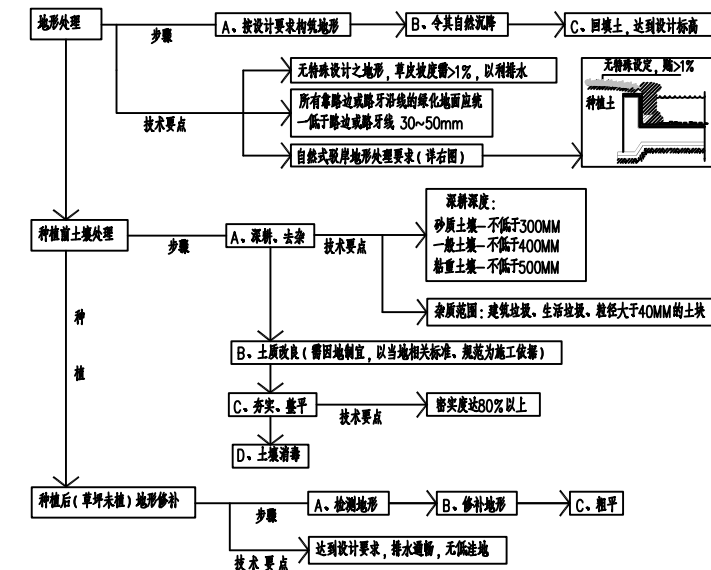 地形处理
步骤
A、按设计要求构筑地形
B、令其自然沉降
C、回填土，达到设计标高
技术要点
无特殊设计之地形，草皮坡度需>1%，以利排水
所有靠路边或路牙沿线的绿化地面应统
一低于路边或路牙线 30~50mm
自然式驳岸地形处理要求(详右图)
无特殊设定，贴>1%
种植土
种植前土壤处理
步骤
A、深耕、去杂
技术要点
深耕深度：
砂质土壤—不低于300MM
一般土壤—不低于400MM
粘重土壤—不低于500MM
杂质范围：建筑垃圾、生活垃圾、粒径大于40MM的土块
种
植
B、土质改良(需因地制宜，以当地相关标准、规范为施工依据)
C、夯实、整平
技术要点
密实度达80%以上
D、土壤消毒
种植后(草坪未植)地形修补
步骤
A、检测地形
B、修补地形
C、粗平
技术要点
达到设计要求，排水通畅，无低洼地